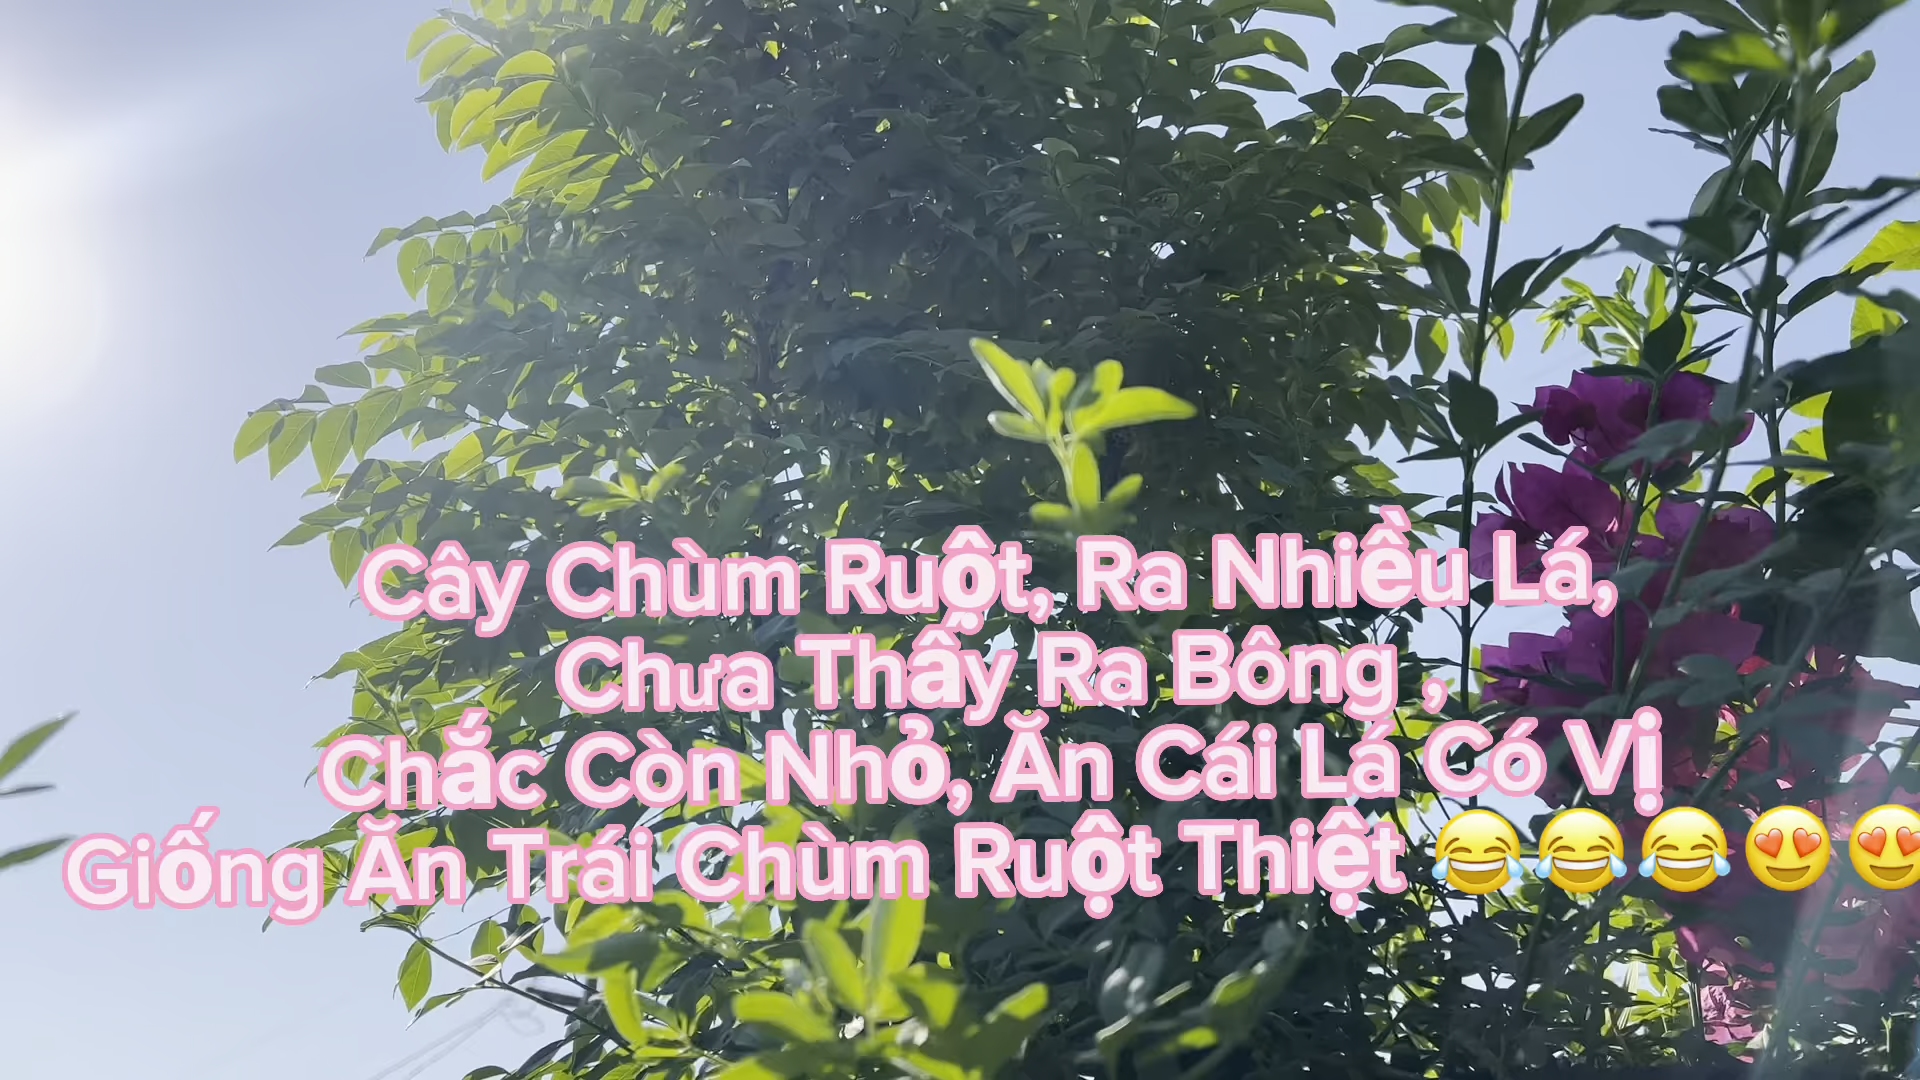 Cây Chùm Ruột, Ra Nhiều Lá,
Chưa Thấy Ra Bông ,
Chắc Còn Nhỏ, Ăn Cái Lá Có Vị
Giống Ăn Trái Chùm Ruột Thiệt 😂😂😂😍😍